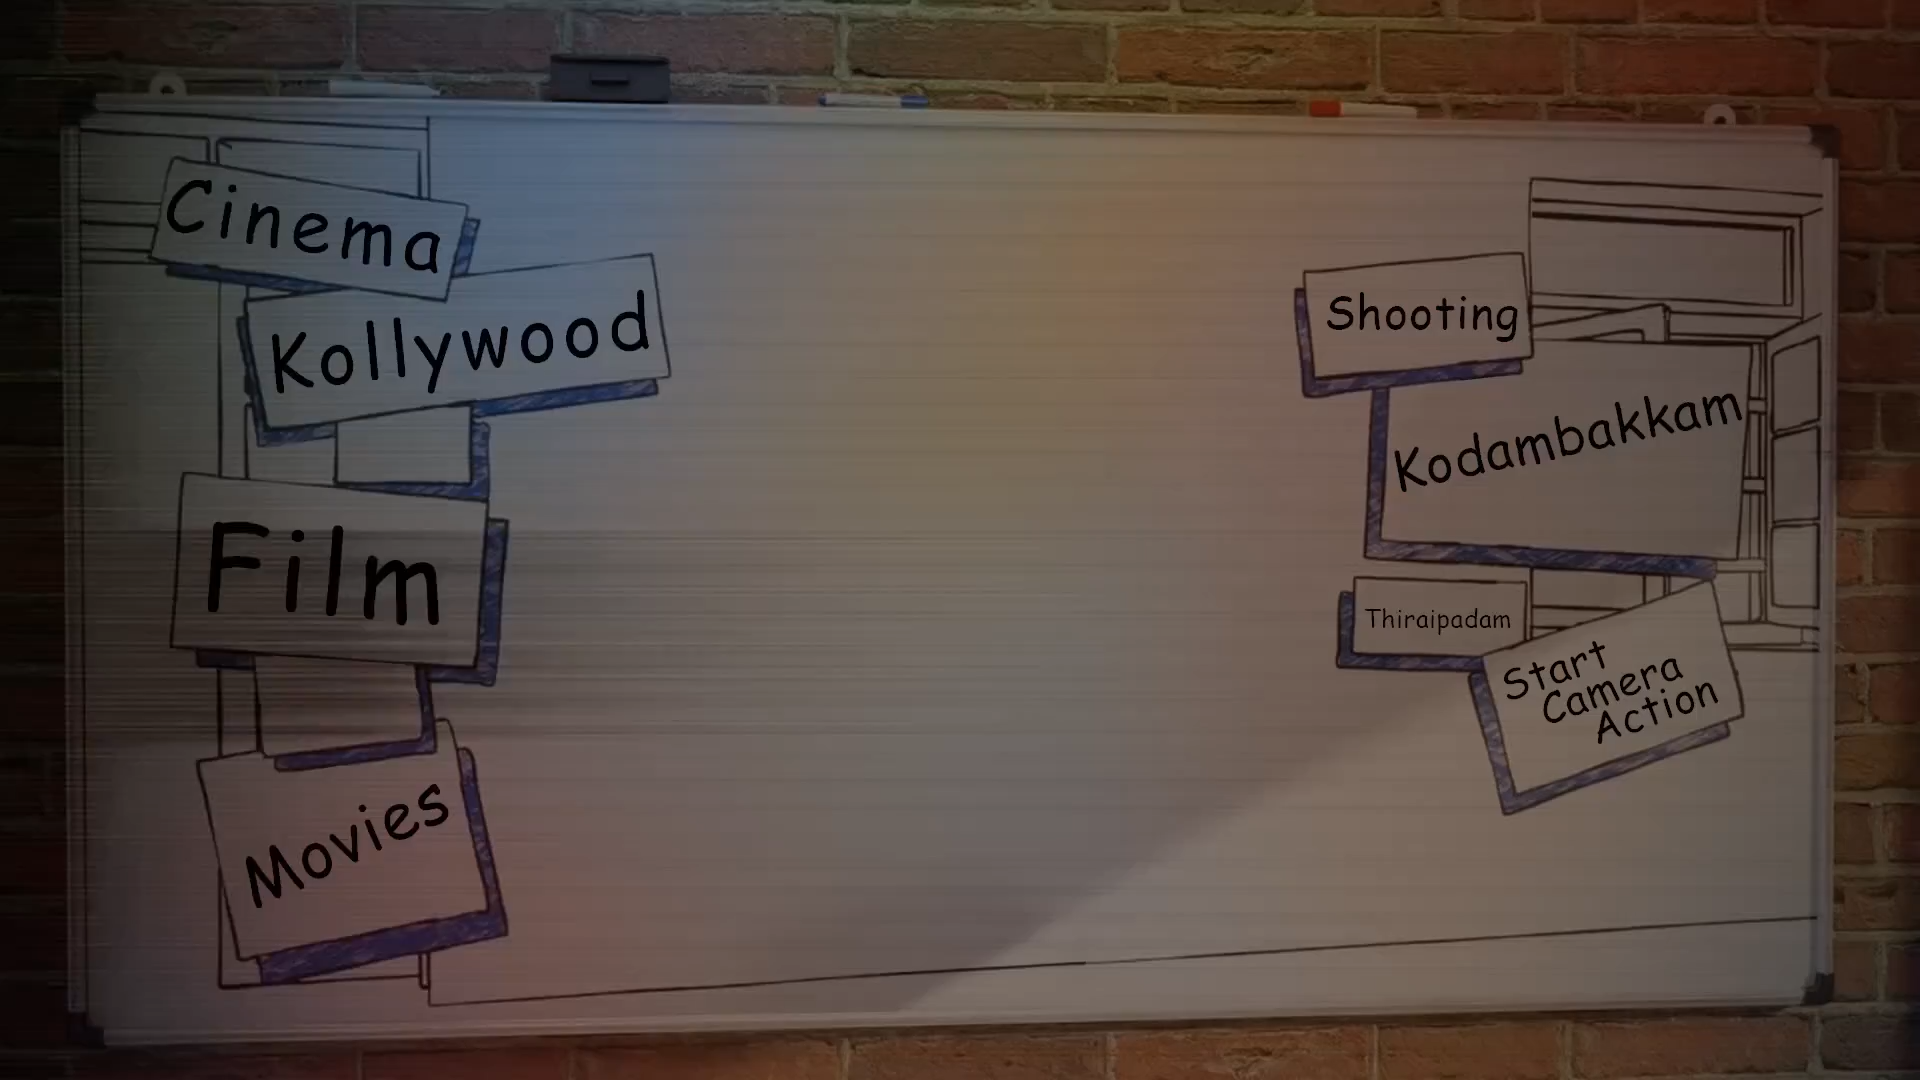 Cinema
Kollywood
Film
Movies
Shooting
Kodambakkam
Thiraipadam
Start
Camera
Action